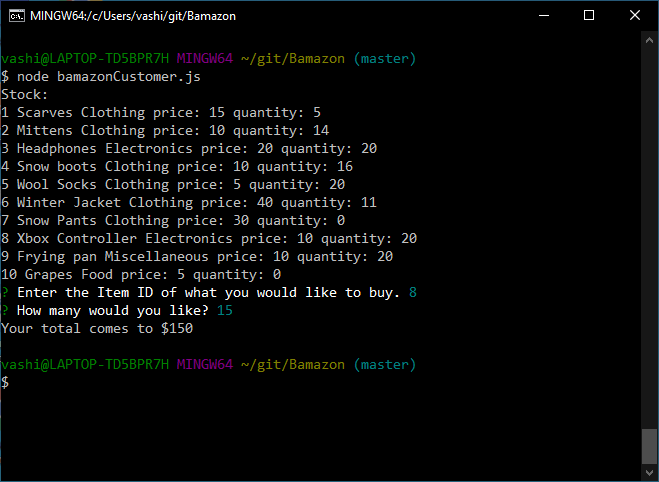 MINGW64:/c/Users/vashi/git/Bamazon
vashi@LAPTOP-TD5BPR7H MINGW64 ~/git/Bamazon (master)
$ node bamazonCustomer.js
Stock:
1 Scarves Clothing price: 15 quantity: 5
2 Mittens Clothing price: 10 quantity: 14
3 Headphones Electronics price: 20 quantity: 20
4 Snow boots Clothing price: 10 quantity: 16
5 Wool Socks Clothing price: 5 quantity: 20
6 Winter Jacket Clothing price: 40 quantity: 11
7 Snow Pants Clothing price: 30 quantity: 0
8 Xbox Controller Electronics price: 10 quantity: 20
9 Frying pan Miscellaneous price: 10 quantity: 20
10 Grapes Food price: 5 quantity: 0
? Enter the Item ID of what you would like to buy. 8
? How many would you like? 15
Your total comes to $150
vashi@LAPTOP-TD5BPR7H MINGW64 ~/git/Bamazon (master)
$